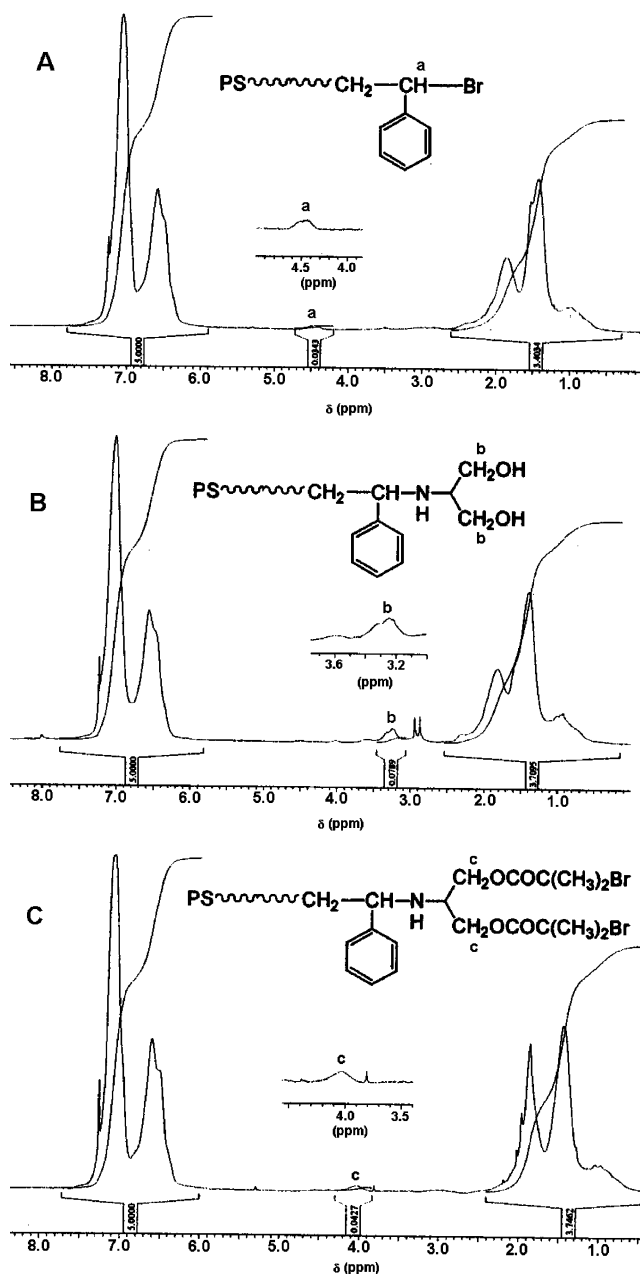 A
a
PS CH2 CH Br
a
4.5 4.0
(ppm)
a
5.0000 0.0343 3.4034
8.0 7.0 6.0 5.0 4.0 3.0 2.0 1.0
δ (ppm)
B
b
CH2OH
PS CH2 CH N
H
CH2OH
b
b
3.6 3.2
(ppm)
b
5.0000 0.0789 3.7095
8.0 7.0 6.0 5.0 4.0 3.0 2.0 1.0
δ (ppm)
C
c
CH2OCOC(CH3)2Br
PS CH2 CH N
H
CH2OCOC(CH3)2Br
c
c
4.0 3.5
(ppm)
c
5.0000 0.0427 3.7462
8.0 7.0 6.0 5.0 4.0 3.0 2.0 1.0
δ (ppm)